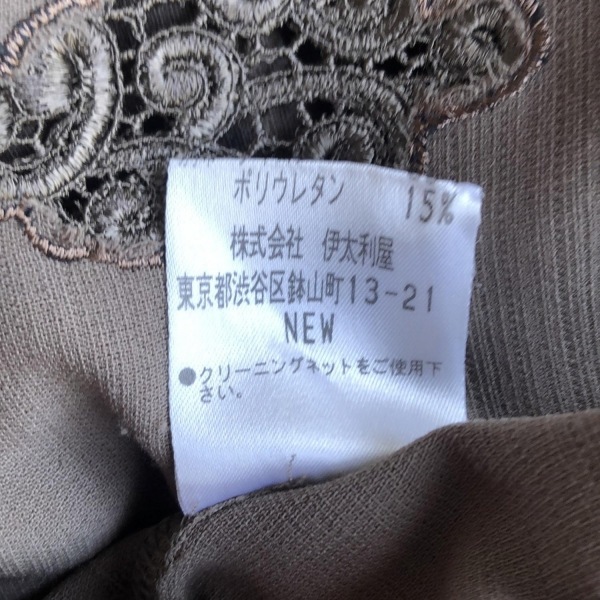 ポリウレタン 15%
株式会社 伊太利屋
東京都渋谷区鉢山町13-21
NEW
●クリーニングネットをご使用下
さい。